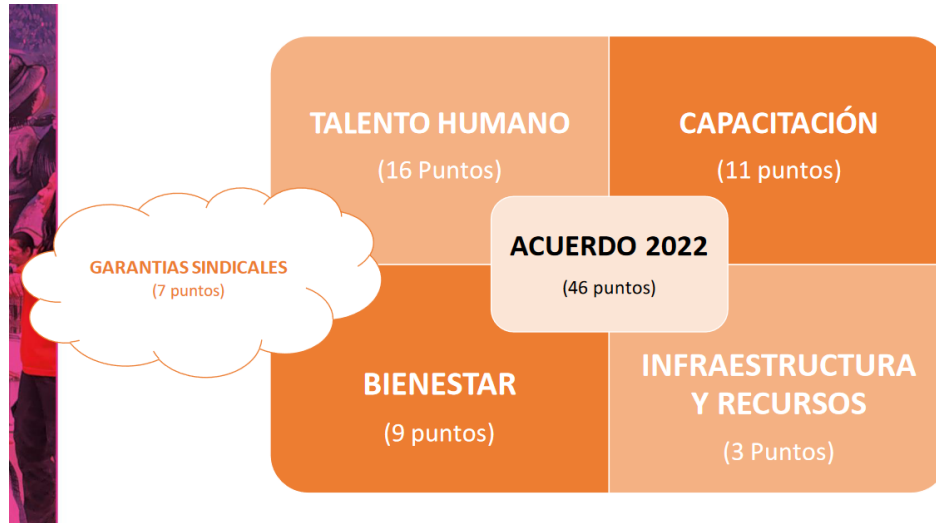 TALENTO HUMANO
(16 Puntos)
CAPACITACIÓN
(11 puntos)
GARANTIAS SINDICALES
(7 puntos)
ACUERDO 2022
(46 puntos)
BIENESTAR
(9 puntos)
INFRAESTRUCTURA
Y RECURSOS
(3 Puntos)